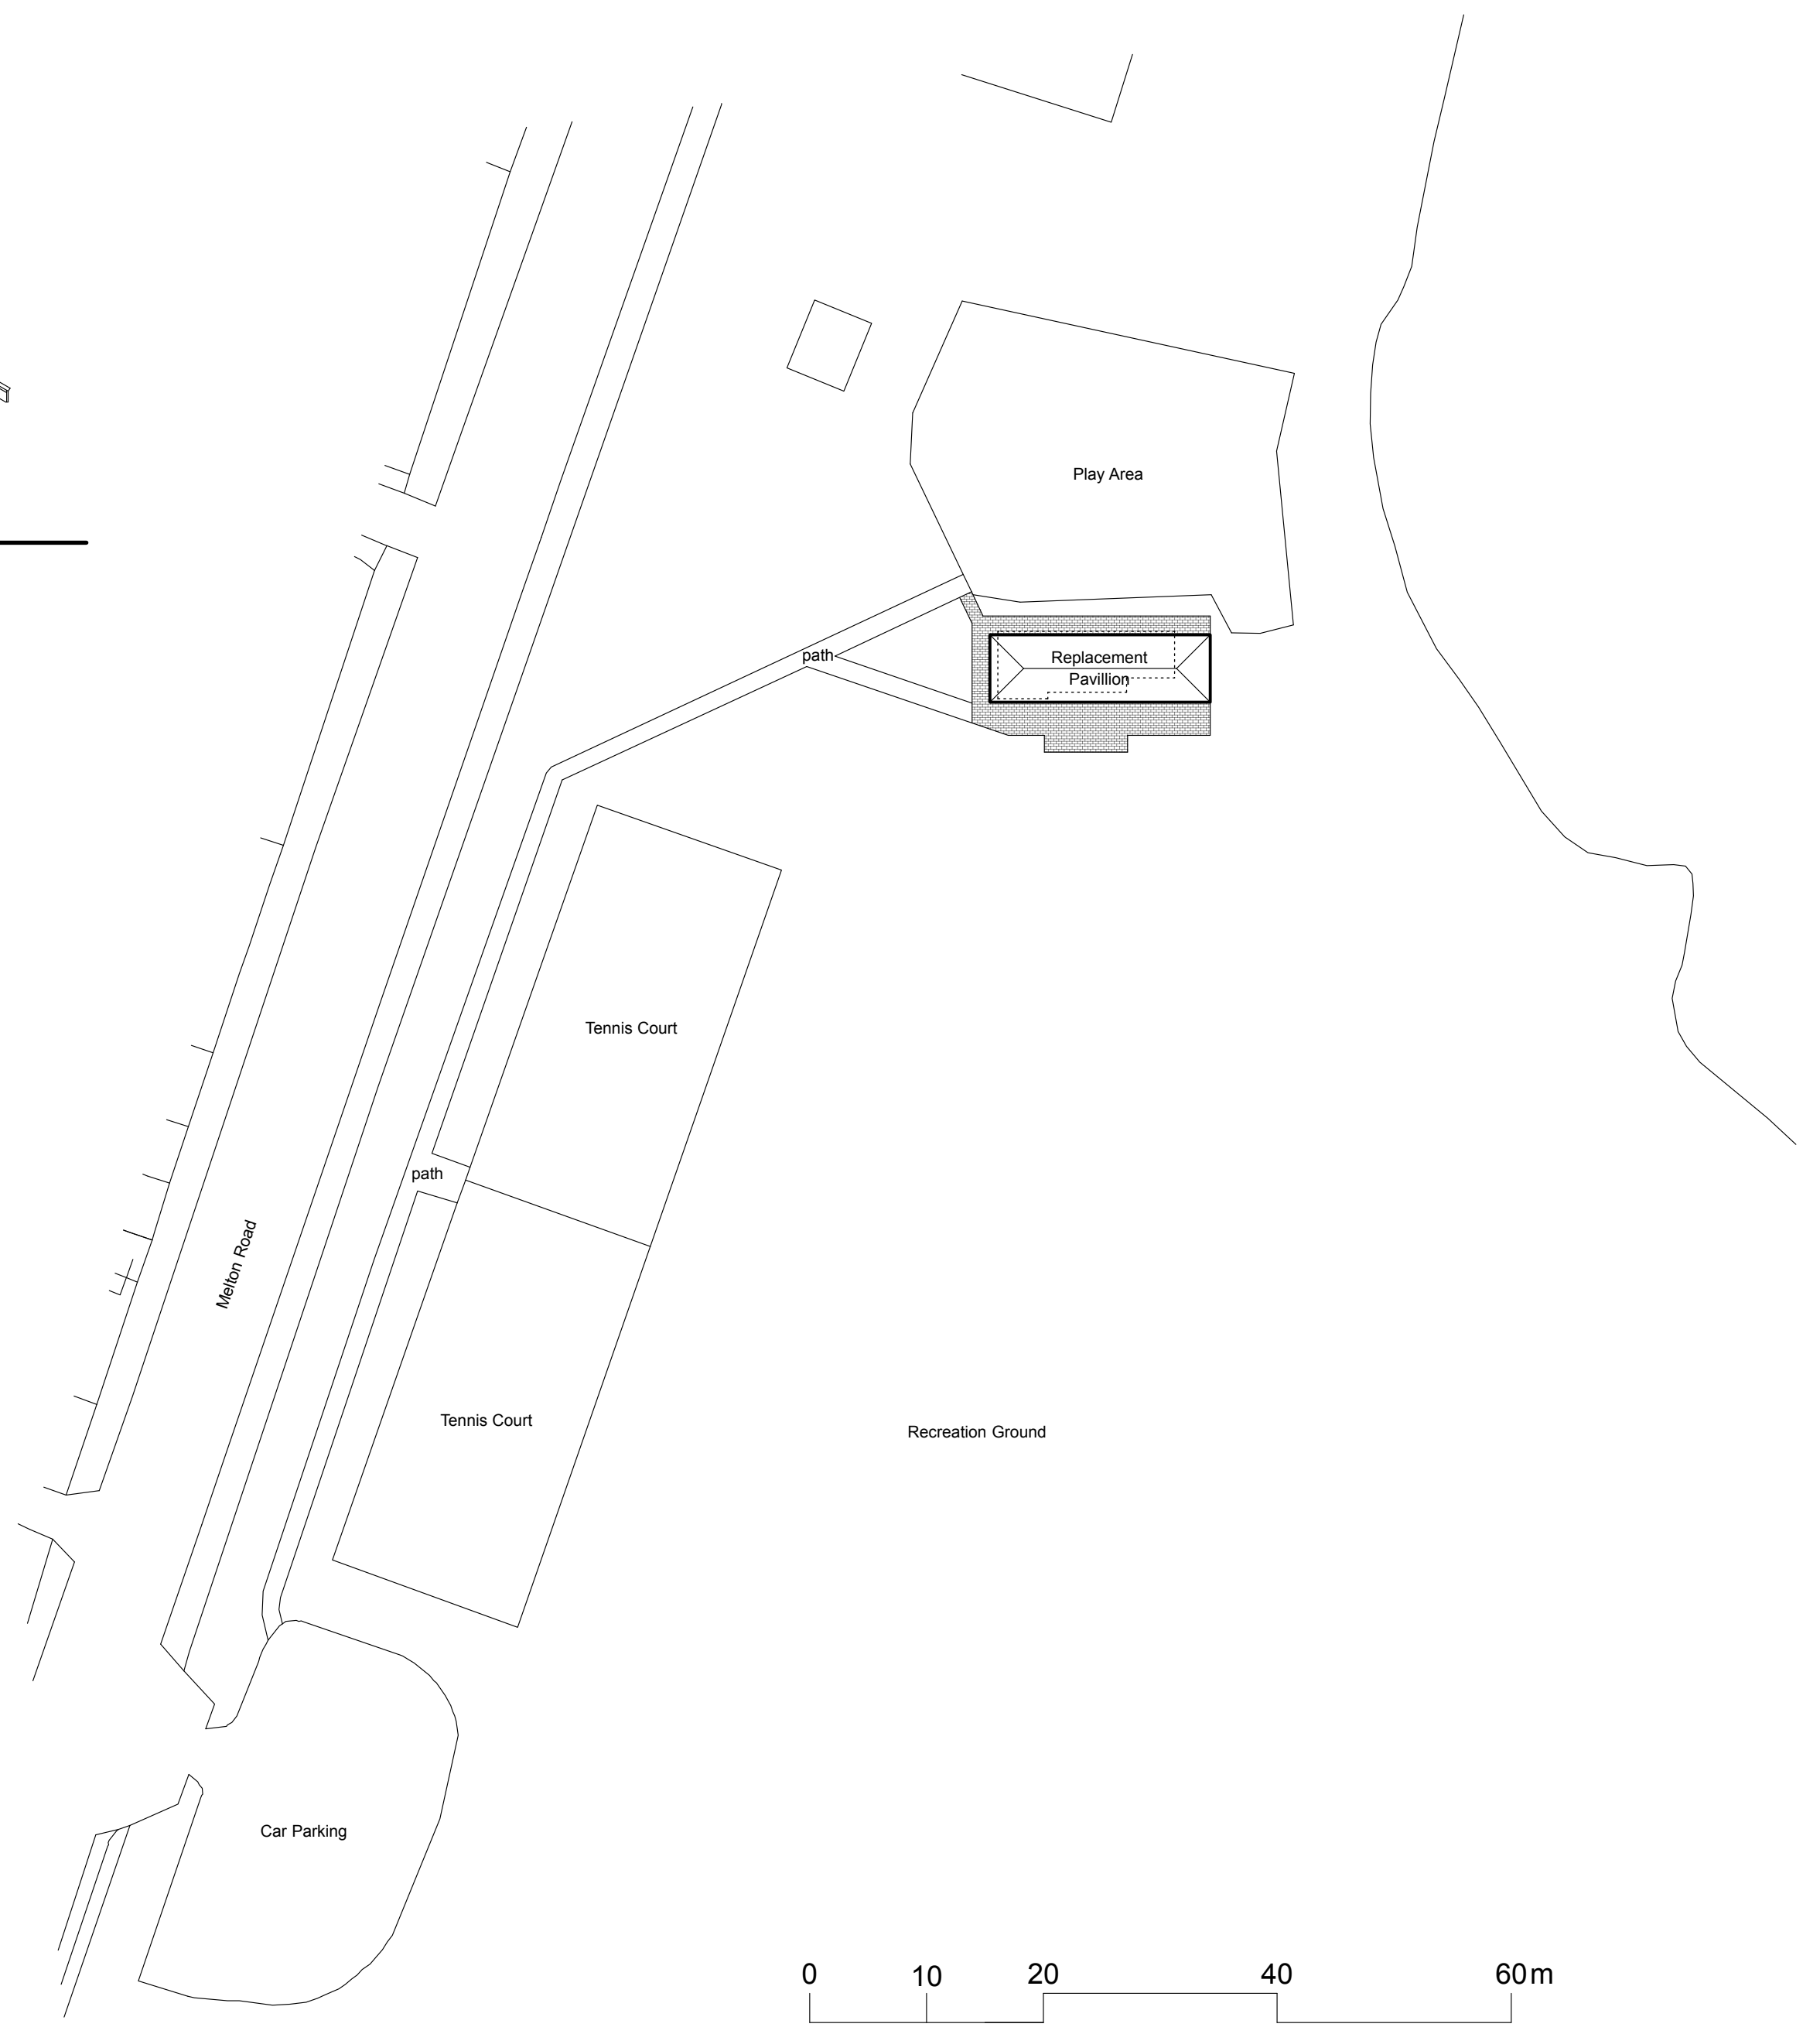 Play Area
path
Replacement
Pavillion
Tennis Court
path
Melton Road
Tennis Court
Recreation Ground
Car Parking
0 10 20 40 60m